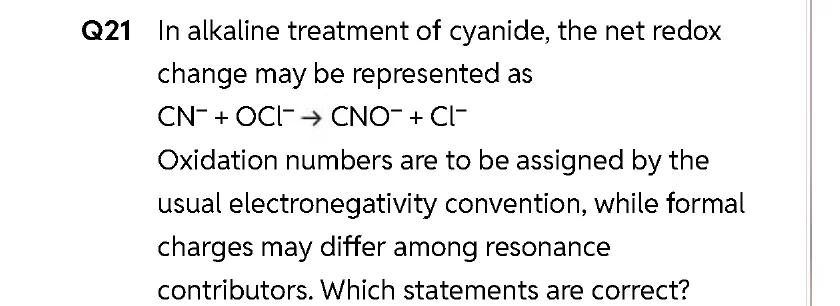 Q21 In alkaline treatment of cyanide, the net redox
change may be represented as
CN⁻ + OCl⁻ → CNO⁻ + Cl⁻
Oxidation numbers are to be assigned by the
usual electronegativity convention, while formal
charges may differ among resonance
contributors. Which statements are correct?